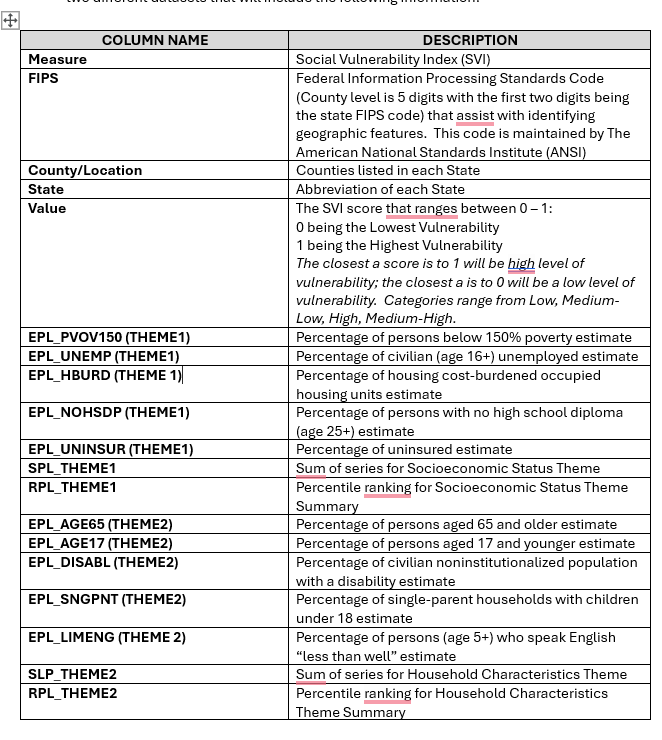 two different datasets that will include the following information:
COLUMN NAME DESCRIPTION
Measure Social Vulnerability Index (SVI)
FIPS Federal Information Processing Standards Code
(County level is 5 digits with the first two digits being
the state FIPS code) that assist with identifying
geographic features. This code is maintained by The
American National Standards Institute (ANSI)
County/Location Counties listed in each State
State Abbreviation of each State
Value The SVI score that ranges between 0 – 1:
0 being the Lowest Vulnerability
1 being the Highest Vulnerability
The closest a score is to 1 will be high level of
vulnerability; the closest a is to 0 will be a low level of
vulnerability. Categories range from Low, Medium-
Low, High, Medium-High.
EPL_PVOV150 (THEME1) Percentage of persons below 150% poverty estimate
EPL_UNEMP (THEME1) Percentage of civilian (age 16+) unemployed estimate
EPL_HBURD (THEME 1) Percentage of housing cost-burdened occupied
housing units estimate
EPL_NOHSDP (THEME1) Percentage of persons with no high school diploma
(age 25+) estimate
EPL_UNINSUR (THEME1) Percentage of uninsured estimate
SPL_THEME1 Sum of series for Socioeconomic Status Theme
RPL_THEME1 Percentile ranking for Socioeconomic Status Theme
Summary
EPL_AGE65 (THEME2) Percentage of persons aged 65 and older estimate
EPL_AGE17 (THEME2) Percentage of persons aged 17 and younger estimate
EPL_DISABL (THEME2) Percentage of civilian noninstitutionalized population
with a disability estimate
EPL_SNGPNT (THEME2) Percentage of single-parent households with children
under 18 estimate
EPL_LIMENG (THEME 2) Percentage of persons (age 5+) who speak English
“less than well” estimate
SLP_THEME2 Sum of series for Household Characteristics Theme
RPL_THEME2 Percentile ranking for Household Characteristics
Theme Summary